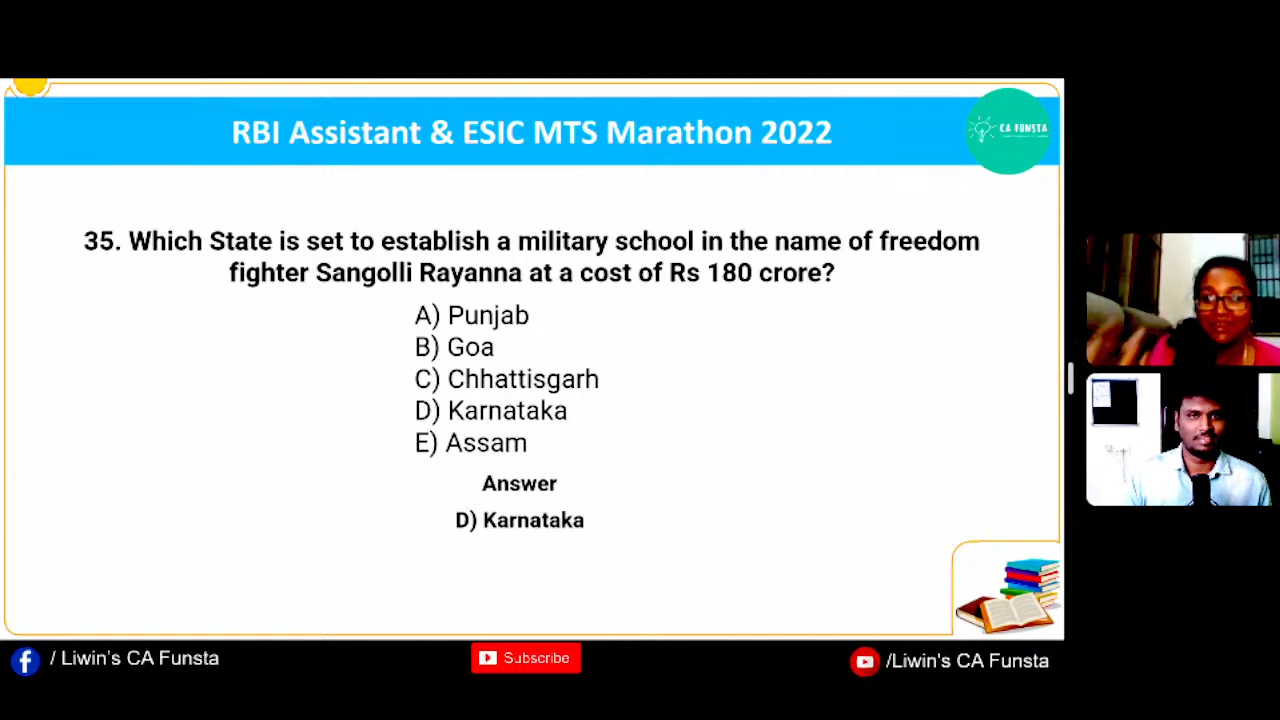 RBI Assistant & ESIC MTS Marathon 2022
CA FUNSTA
35. Which State is set to establish a military school in the name of freedom
fighter Sangolli Rayanna at a cost of Rs 180 crore?
A) Punjab
B) Goa
C) Chhattisgarh
D) Karnataka
E) Assam
Answer
D) Karnataka
/ Liwin's CA Funsta
Subscribe
/Liwin's CA Funsta